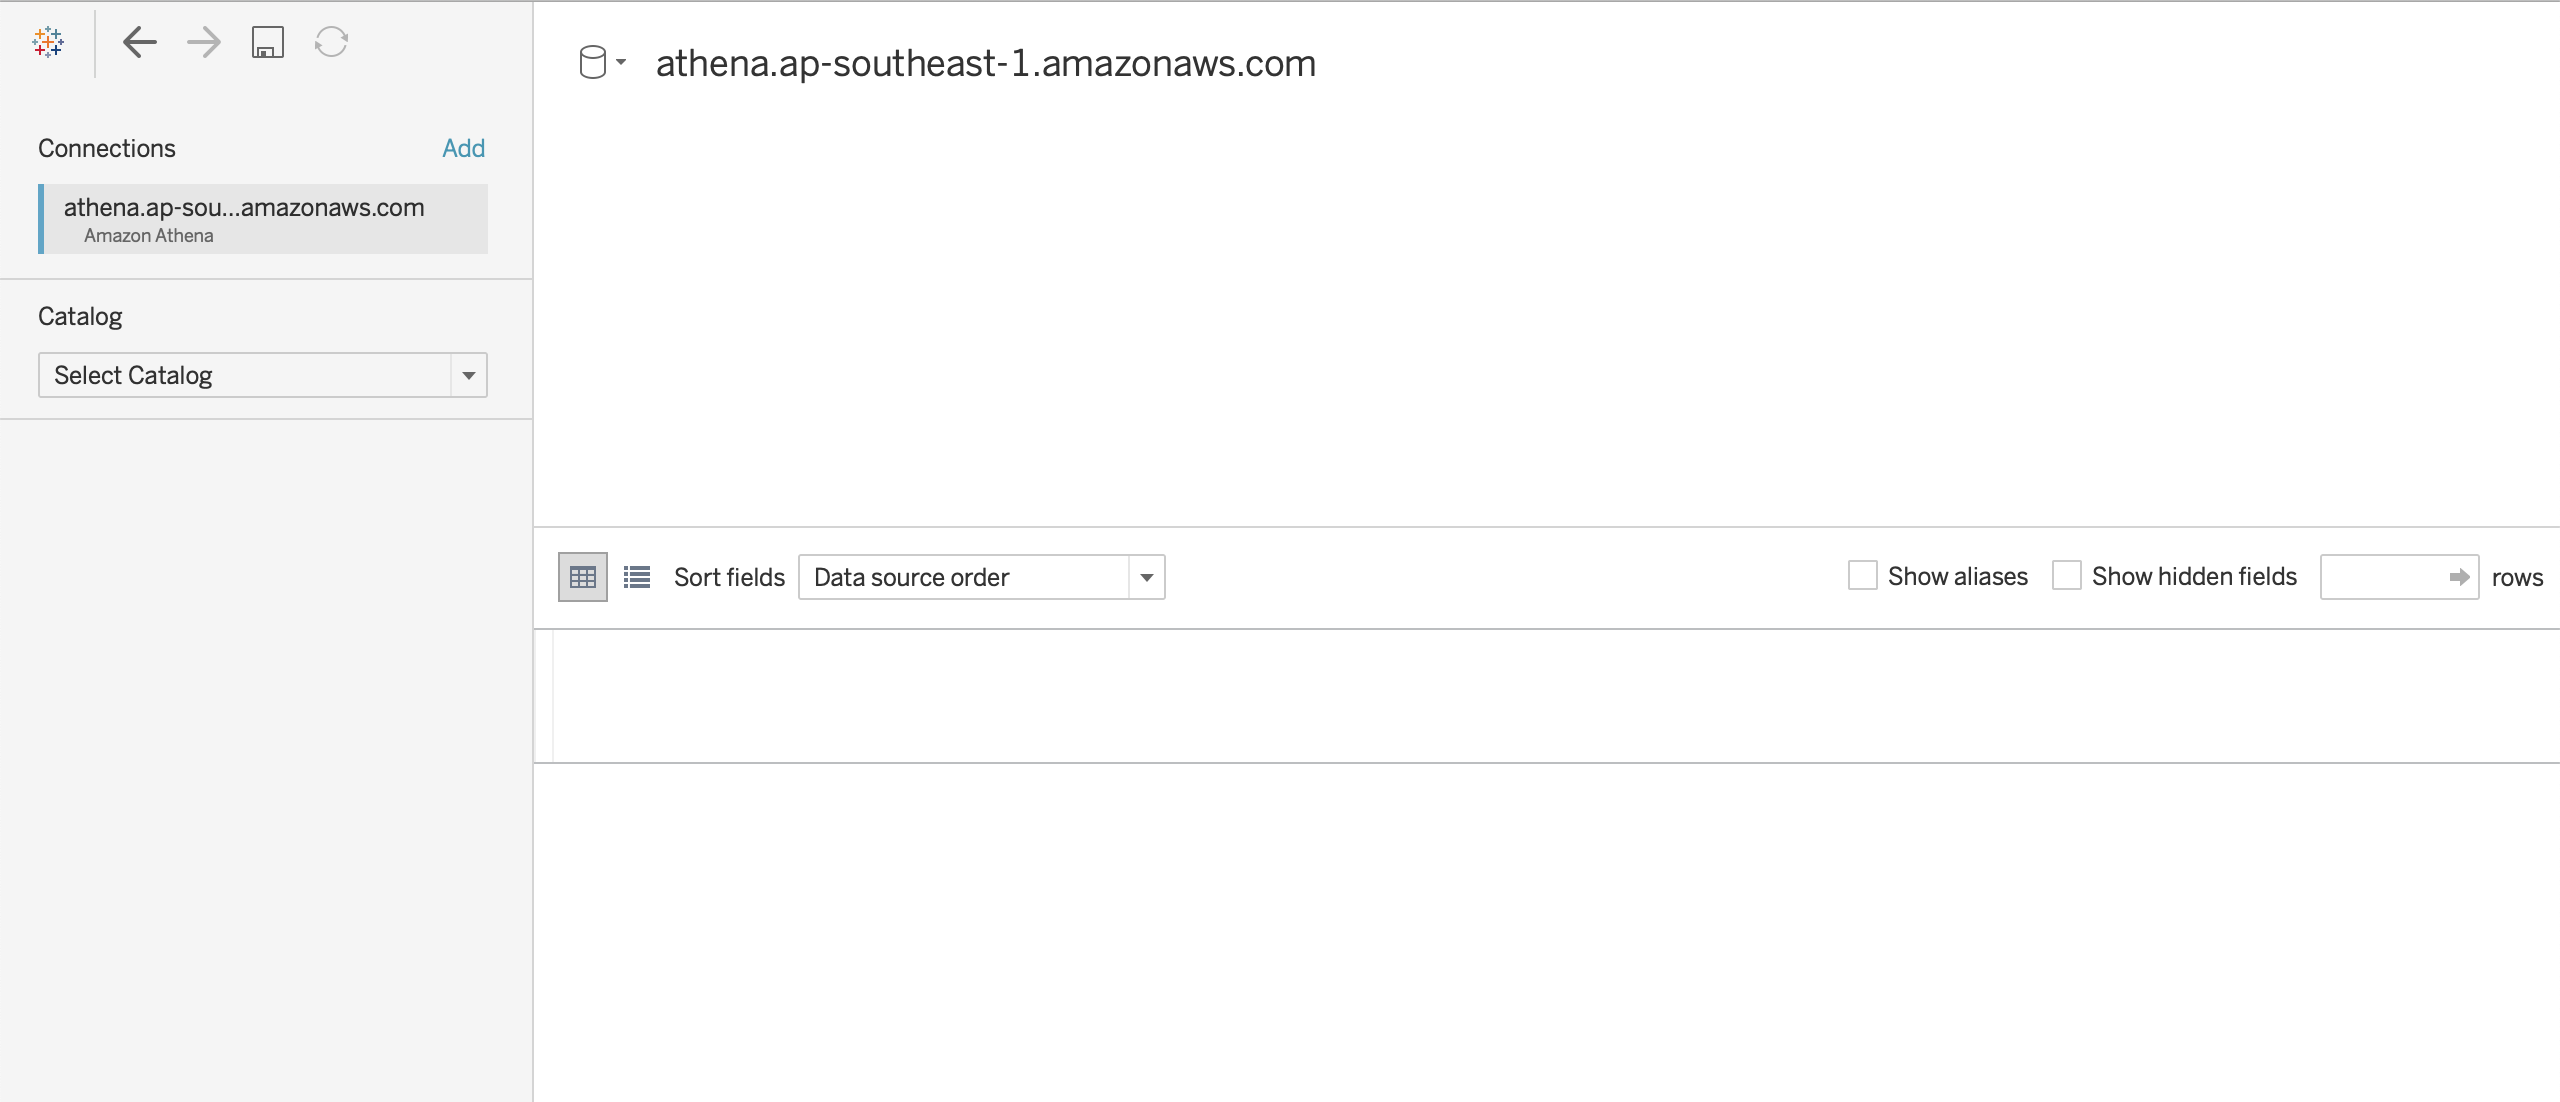 athena.ap-southeast-1.amazonaws.com
Connections
Add
athena.ap-sou...amazonaws.com
Amazon Athena
Catalog
Select Catalog
Sort fields
Data source order
Show aliases
Show hidden fields
rows